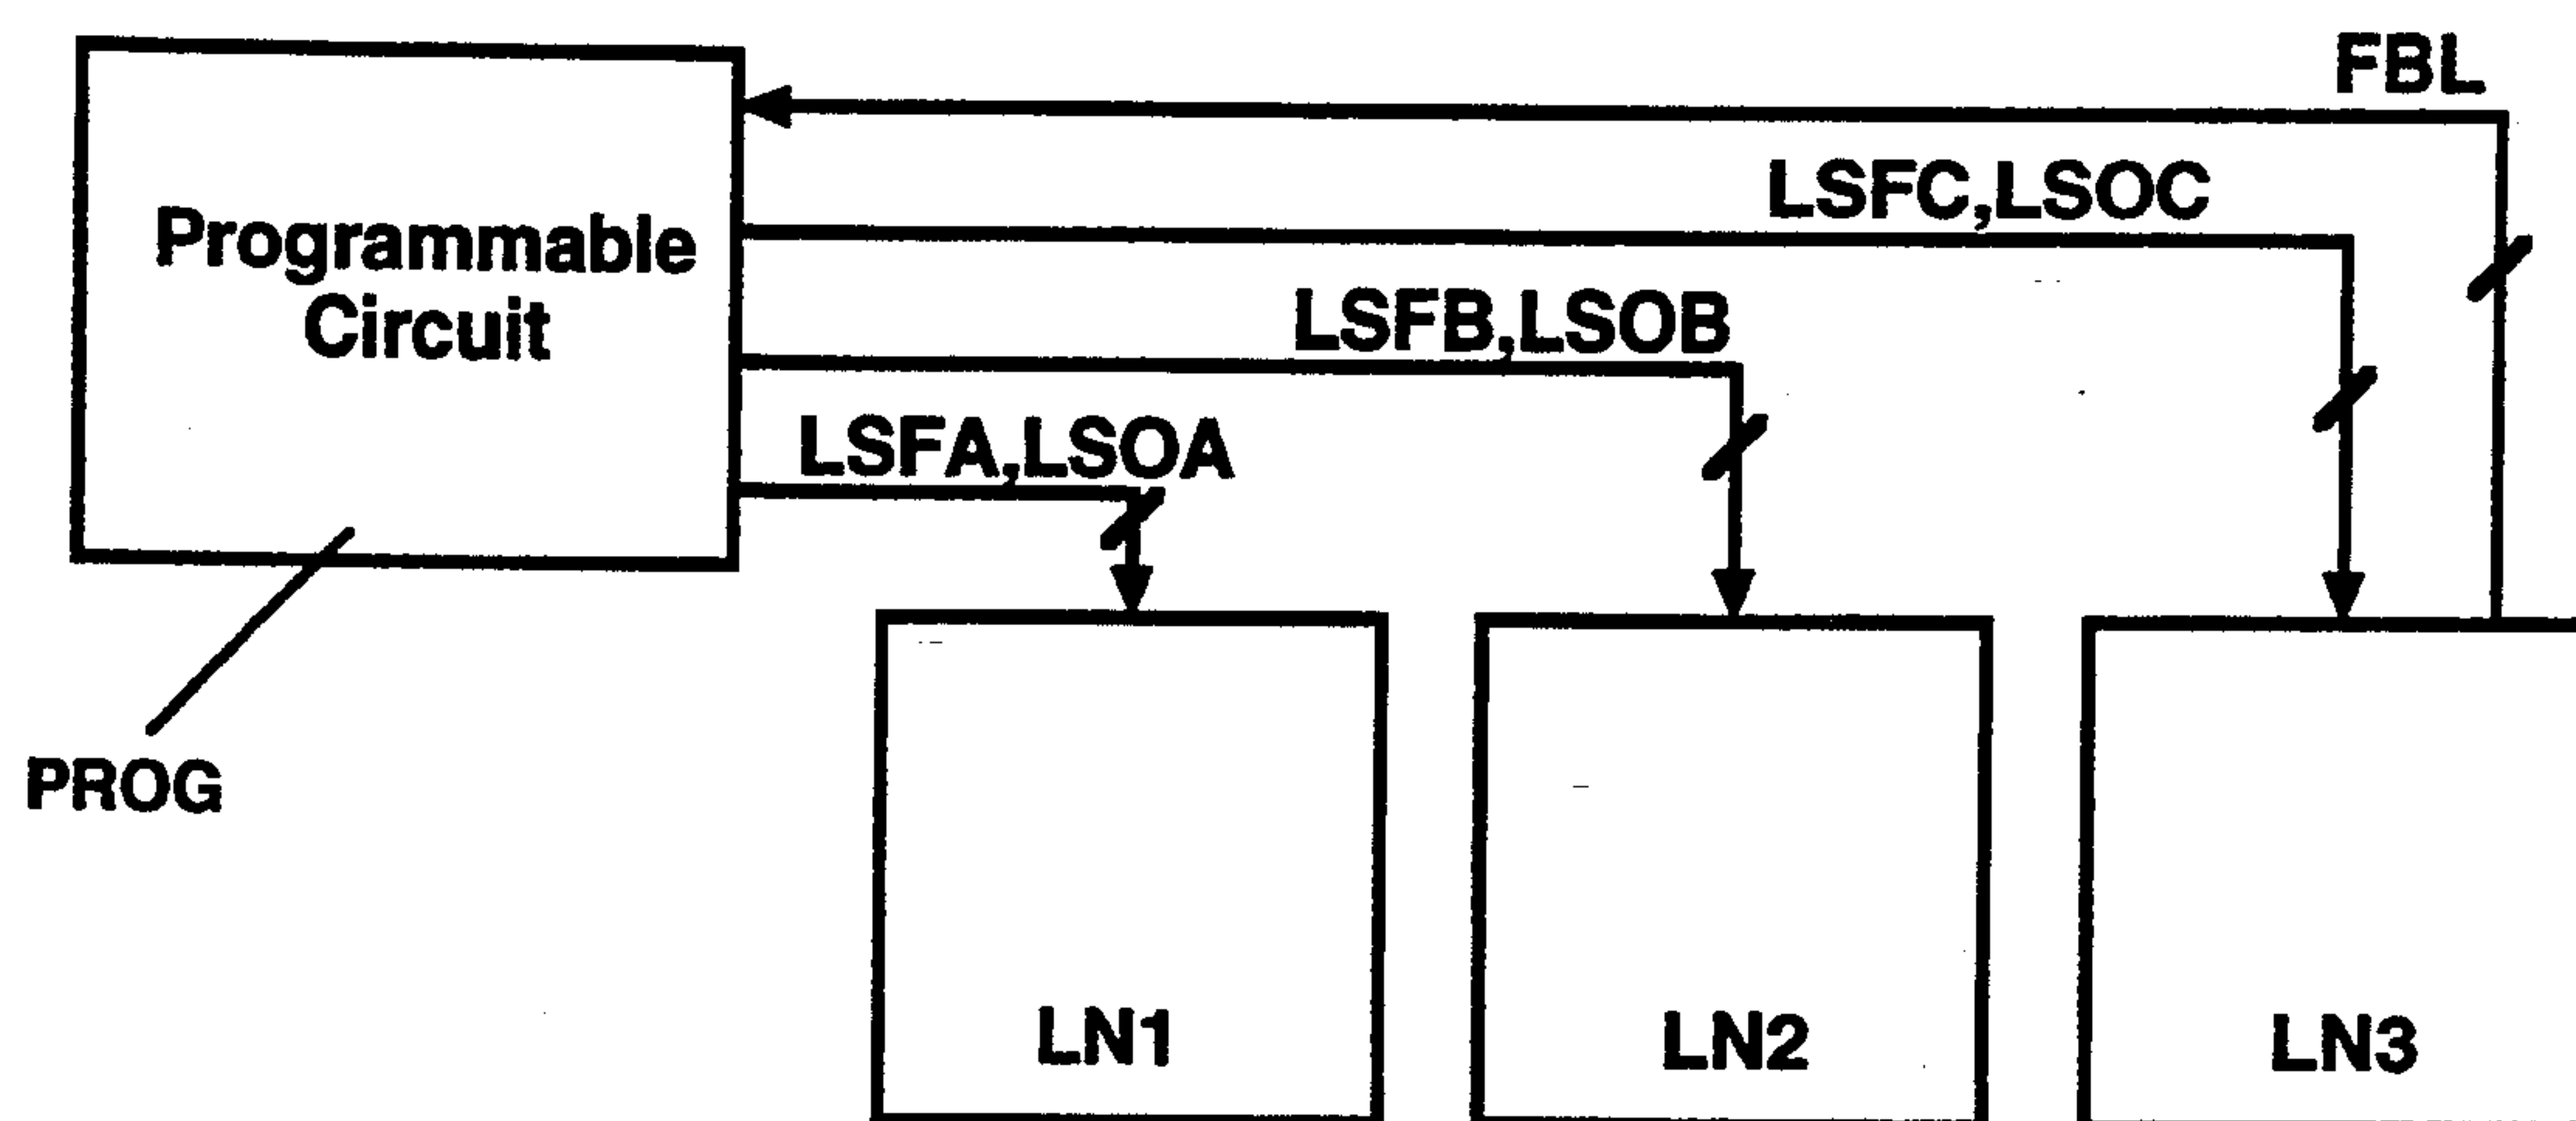 FBL
LSFC,LSOC
Programmable
Circuit
LSFB,LSOB
LSFA,LSOA
PROG
LN1
LN2
LN3